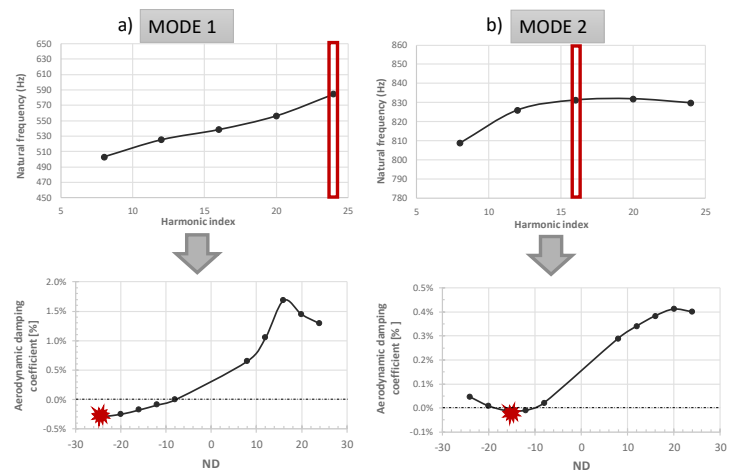 a) MODE 1
650
630
610
590
570
550
530
510
490
470
450
Natural frequency (Hz)
5 10 15 20 25
Harmonic index
b) MODE 2
860
850
840
830
820
810
800
790
780
Natural frequency (Hz)
5 10 15 20 25
Harmonic index
2.0%
1.5%
1.0%
0.5%
0.0%
-0.5%
Aerodynamic damping
coefficient [%]
-30 -20 -10 0 10 20 30
ND
0.5%
0.4%
0.3%
0.2%
0.1%
0.0%
-0.1%
Aerodynamic damping
coefficient [% ]
-30 -20 -10 0 10 20 30
ND